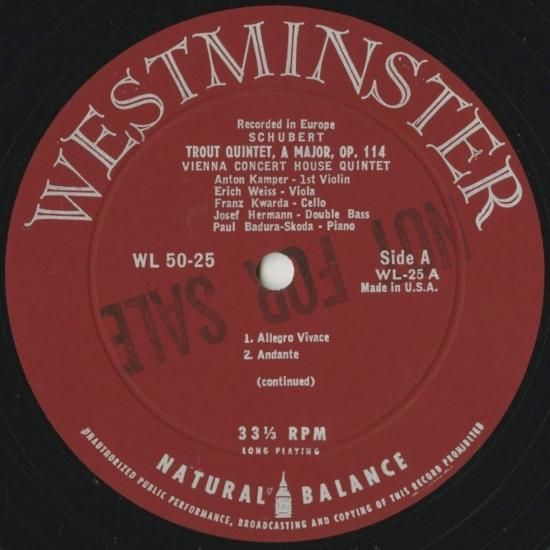 WESTMINSTER
Recorded in Europe
SCHUBERT
TROUT QUINTET, A MAJOR, OP. 114
VIENNA CONCERT HOUSE QUINTET
Anton Kamper - 1st Violin
Erich Weiss - Viola
Franz Kwarda - Cello
Josef Hermann - Double Bass
Paul Badura-Skoda - Piano
WL 50-25
Side A
WL-25 A
Made in U.S.A.
NOT FOR SALE
1. Allegro Vivace
2. Andante
(continued)
33⅓ RPM
LONG PLAYING
NATURAL BALANCE
UNAUTHORIZED PUBLIC PERFORMANCE, BROADCASTING AND COPYING OF THIS RECORD PROHIBITED